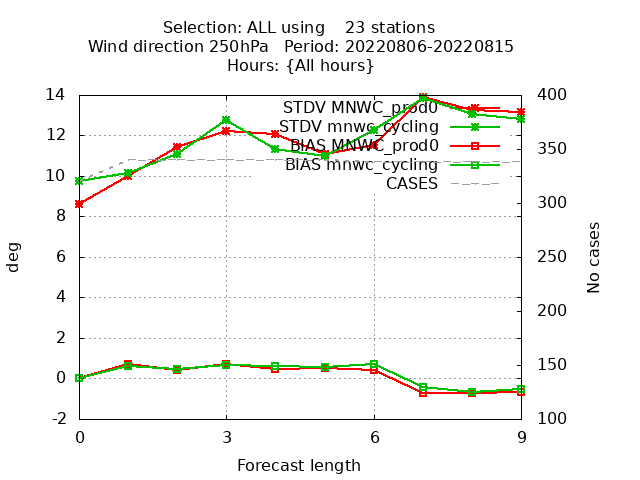 Selection: ALL using 23 stations
Wind direction 250hPa Period: 20220806-20220815
Hours: {All hours}
14 400
STDV MNWC_prod0
STDV mnwc_cycling
12 350
BIAS MNWC_prod0
BIAS mnwc_cycling
10 CASES
300
8
deg No cases
6 250
4 200
2
150
0
-2 100
0 3 6 9
Forecast length